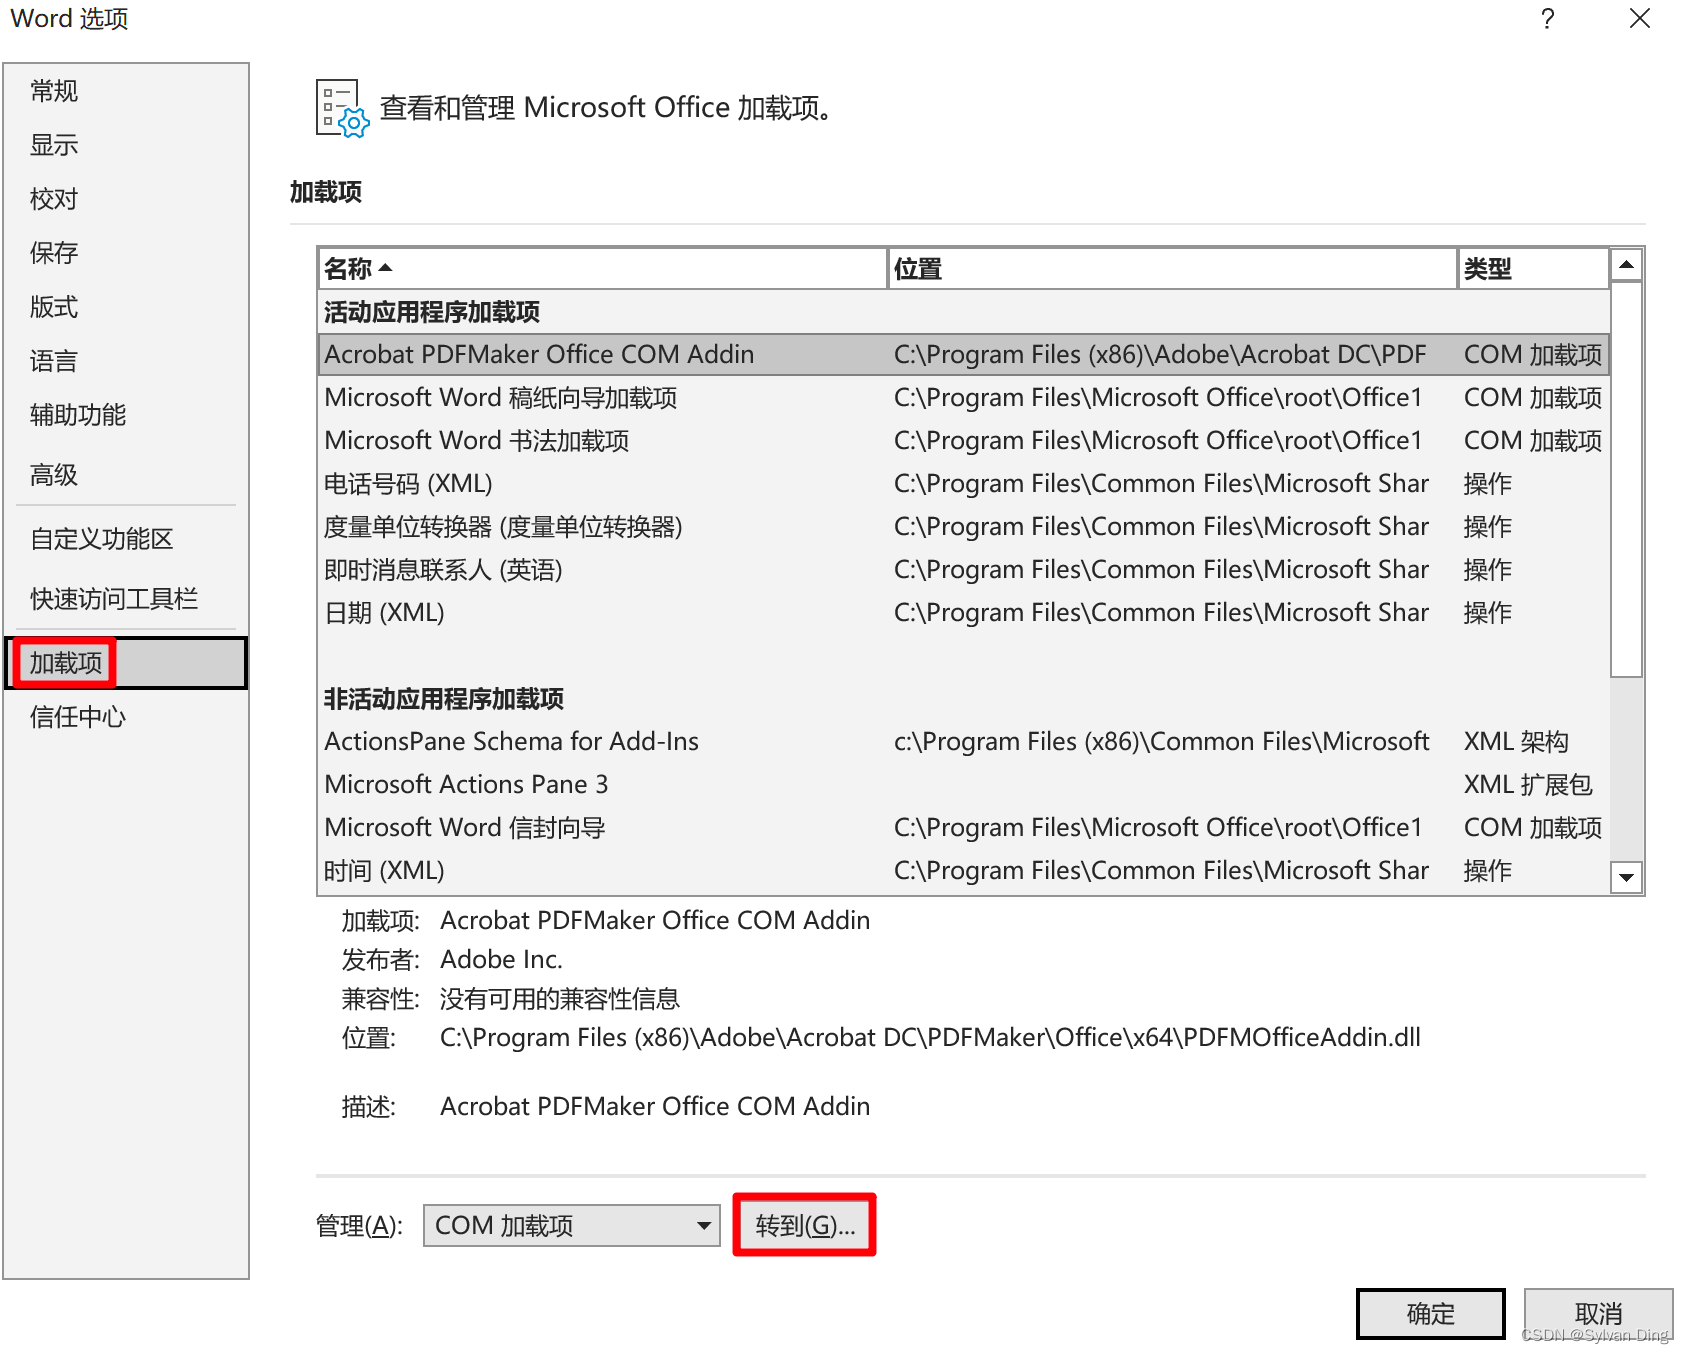 Word 选项
?
常规
显示
校对
保存
版式
语言
辅助功能
高级
自定义功能区
快速访问工具栏
加载项
信任中心
查看和管理 Microsoft Office 加载项。
加载项
名称 位置 类型
活动应用程序加载项
Acrobat PDFMaker Office COM Addin C:\Program Files (x86)\Adobe\Acrobat DC\PDF COM 加载项
Microsoft Word 稿纸向导加载项 C:\Program Files\Microsoft Office\root\Office1 COM 加载项
Microsoft Word 书法加载项 C:\Program Files\Microsoft Office\root\Office1 COM 加载项
电话号码 (XML) C:\Program Files\Common Files\Microsoft Shar 操作
度量单位转换器 (度量单位转换器) C:\Program Files\Common Files\Microsoft Shar 操作
即时消息联系人 (英语) C:\Program Files\Common Files\Microsoft Shar 操作
日期 (XML) C:\Program Files\Common Files\Microsoft Shar 操作
非活动应用程序加载项
ActionsPane Schema for Add-Ins c:\Program Files (x86)\Common Files\Microsoft XML 架构
Microsoft Actions Pane 3 XML 扩展包
Microsoft Word 信封向导 C:\Program Files\Microsoft Office\root\Office1 COM 加载项
时间 (XML) C:\Program Files\Common Files\Microsoft Shar 操作
加载项: Acrobat PDFMaker Office COM Addin
发布者: Adobe Inc.
兼容性: 没有可用的兼容性信息
位置: C:\Program Files (x86)\Adobe\Acrobat DC\PDFMaker\Office\x64\PDFMOfficeAddin.dll
描述: Acrobat PDFMaker Office COM Addin
管理(A): COM 加载项 转到(G)...
确定 取消
CSDN @Sylvan Ding